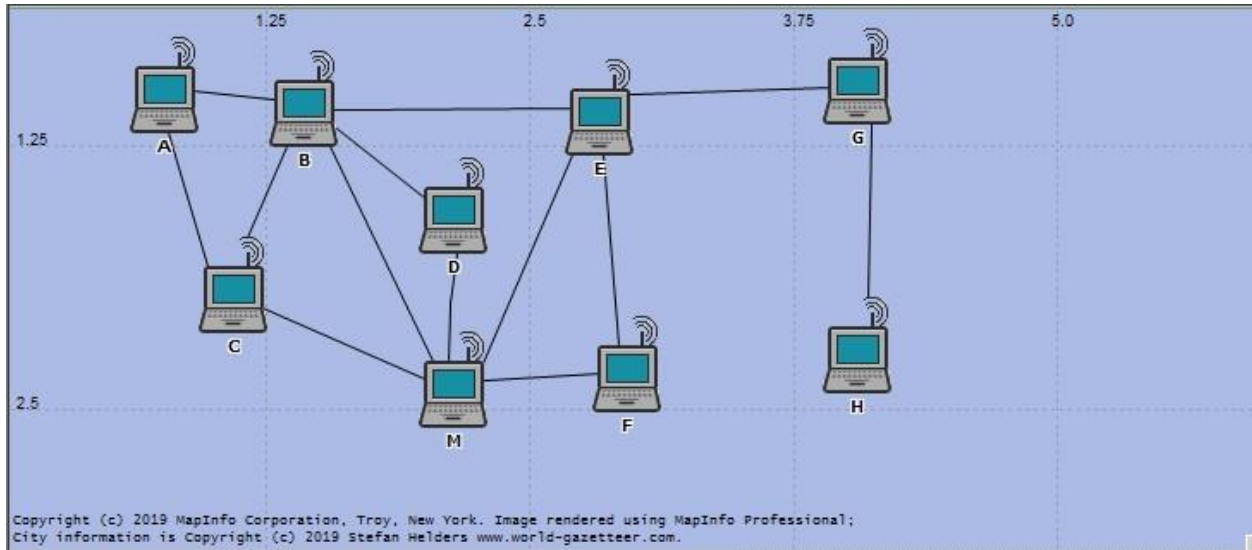 1.25 2.5 3.75 5.0
A
B
G
1.25
E
D
C
H
2.5
F
M
Copyright (c) 2019 MapInfo Corporation, Troy, New York. Image rendered using MapInfo Professional;
City information is Copyright (c) 2019 Stefan Helders www.world-gazetteer.com.